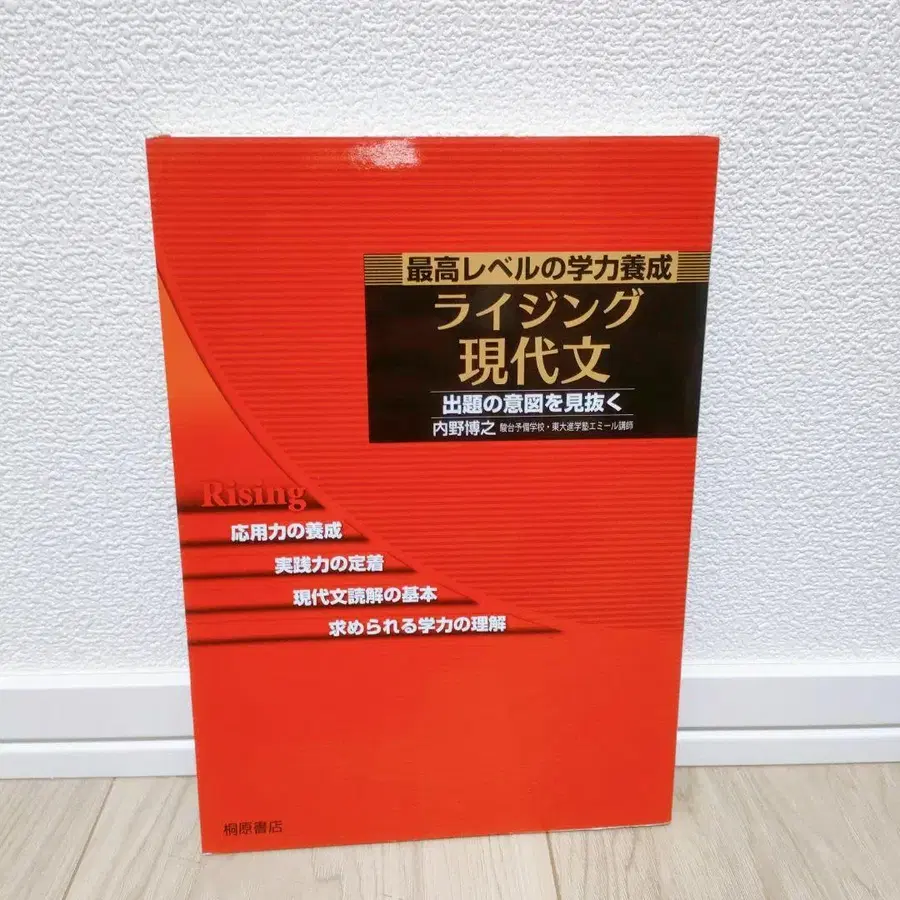 最高レベルの学力養成
ライジング
現代文
出題の意図を見抜く
内野博之 駿台予備学校・東大進学塾エミール講師
Rising
応用力の養成
実践力の定着
現代文読解の基本
求められる学力の理解
桐原書店